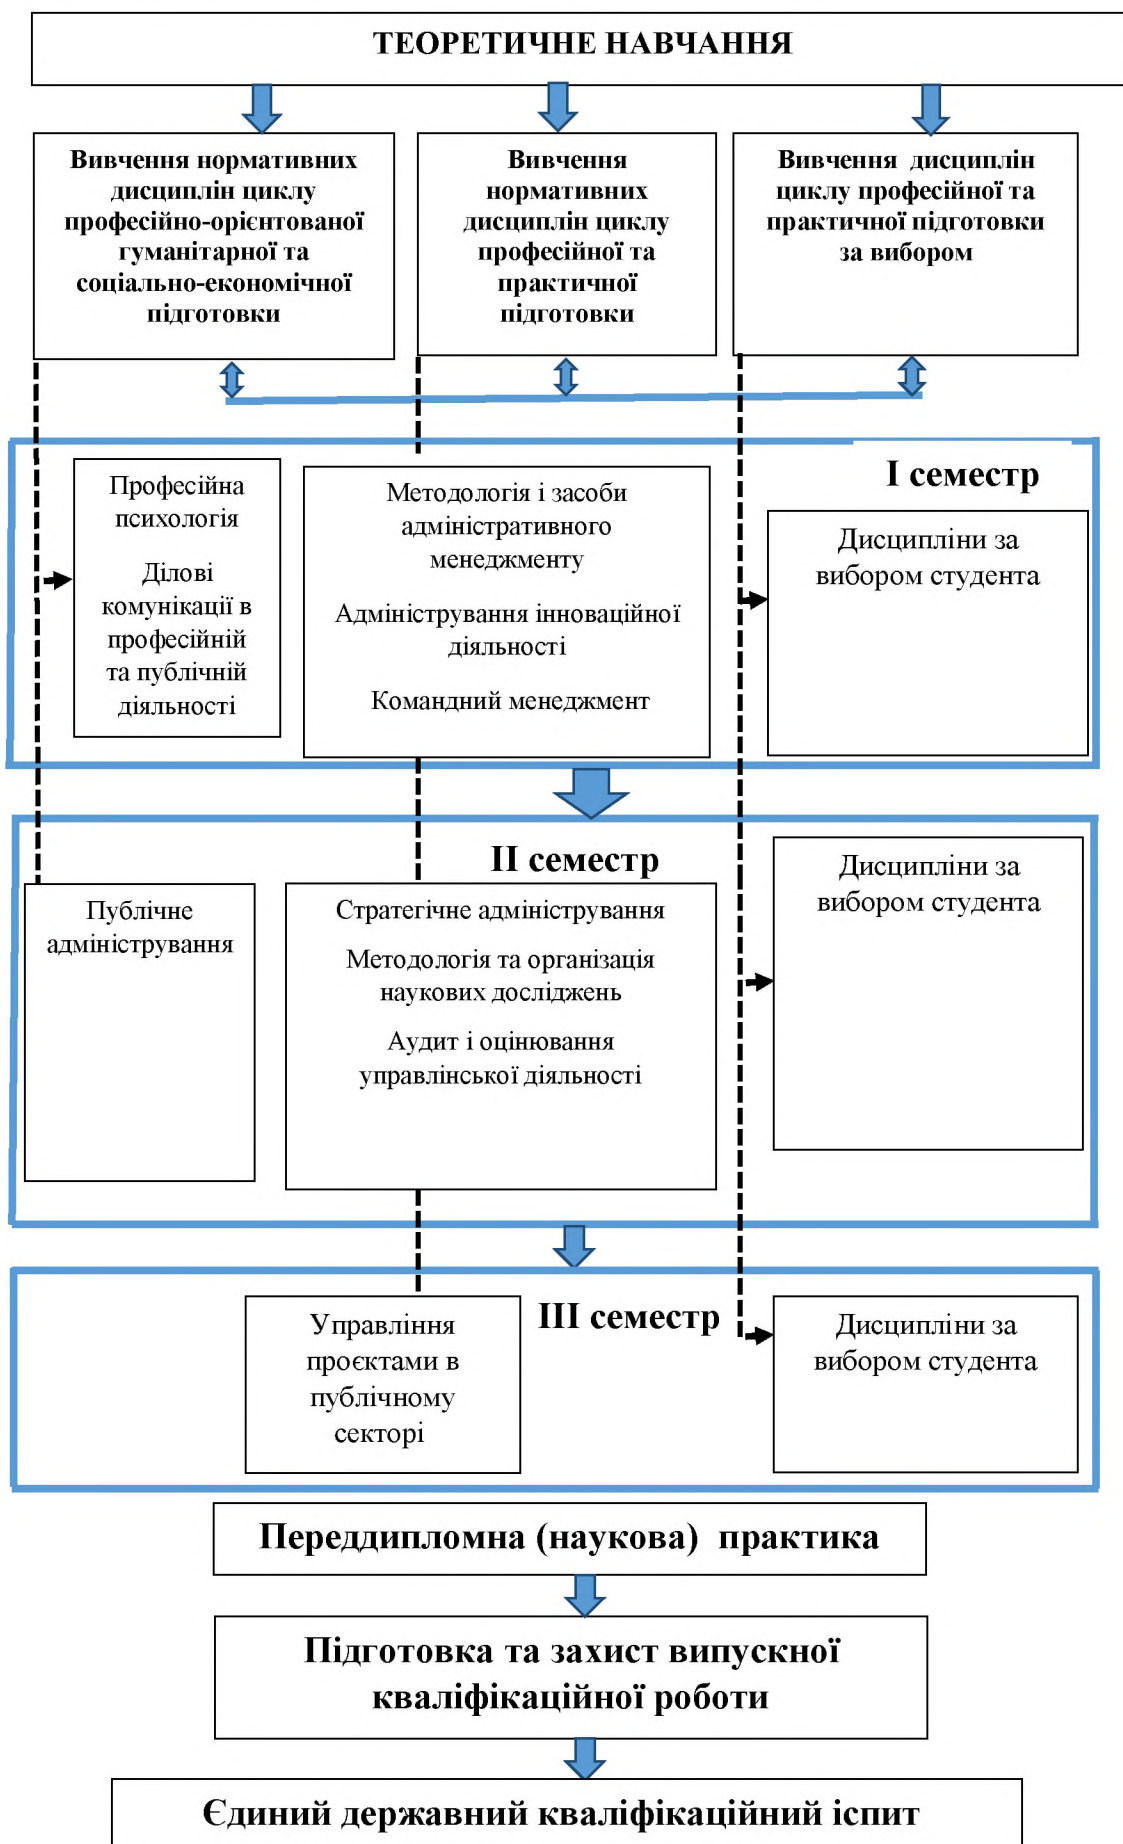 ТЕОРЕТИЧНЕ НАВЧАННЯ
Вивчення нормативних
дисциплін циклу
професійно-орієнтованої
гуманітарної та
соціально-економічної
підготовки
Вивчення
нормативних
дисциплін циклу
професійної та
практичної
підготовки
Вивчення дисциплін
циклу професійної та
практичної підготовки
за вибором
І семестр
Професійна
психологія
Ділові
комунікації в
професійній
та публічній
діяльності
Методологія і засоби
адміністративного
менеджменту
Адміністрування інноваційної
діяльності
Командний менеджмент
Дисципліни за
вибором студента
ІІ семестр
Публічне
адміністрування
Стратегічне адміністрування
Методологія та організація
наукових досліджень
Аудит і оцінювання
управлінської діяльності
Дисципліни за
вибором студента
ІІІ семестр
Управління
проєктами в
публічному
секторі
Дисципліни за
вибором студента
Переддипломна (наукова) практика
Підготовка та захист випускної
кваліфікаційної роботи
Єдиний державний кваліфікаційний іспит